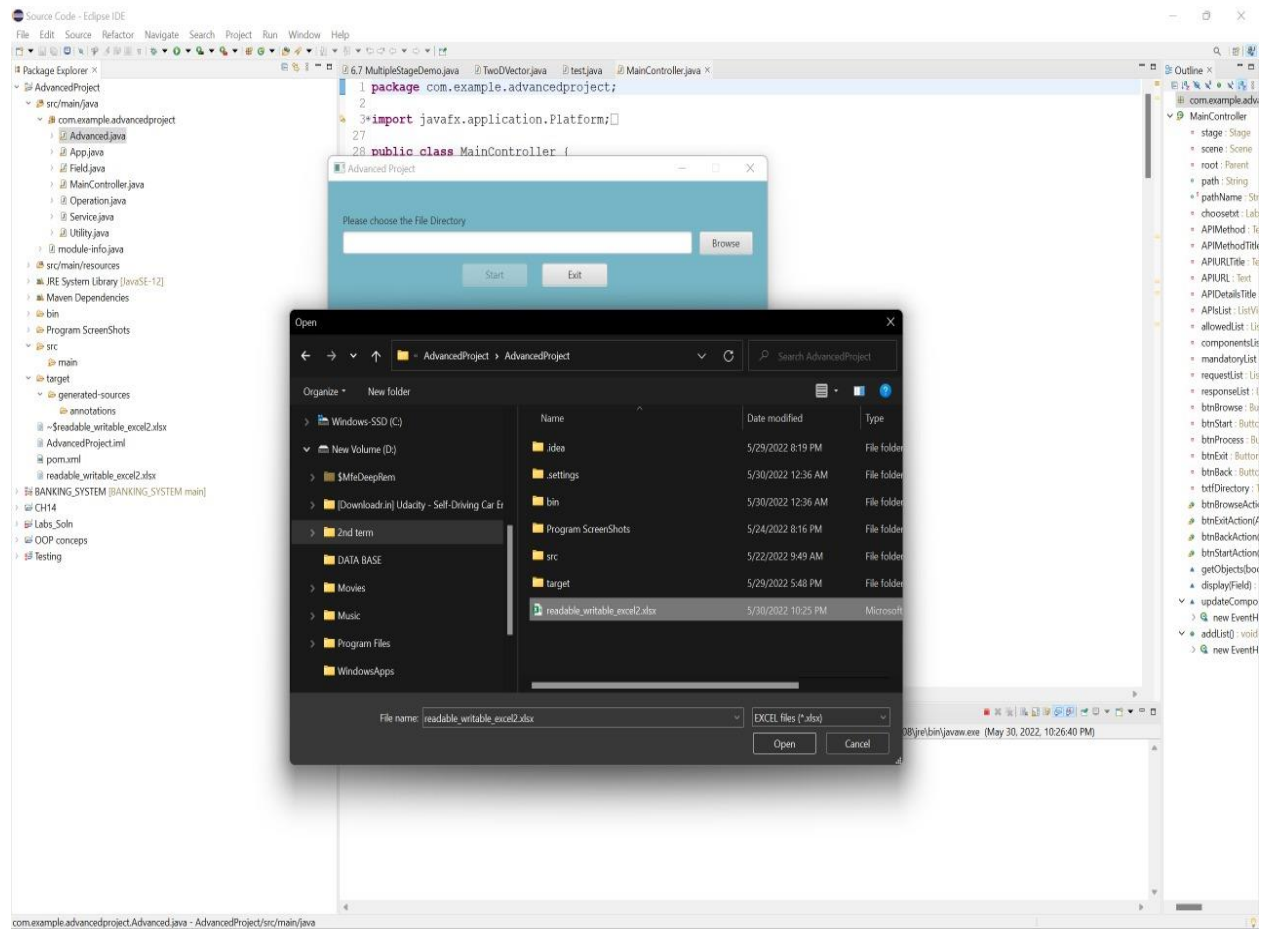 Source Code - Eclipse IDE
File Edit Source Refactor Navigate Search Project Run Window Help
Package Explorer
AdvancedProject
src/main/java
com.example.advancedproject
Advanced.java
App.java
Field.java
MainController.java
Operation.java
Service.java
Utility.java
module-info.java
src/main/resources
JRE System Library [JavaSE-12]
Maven Dependencies
bin
Program ScreenShots
src
main
target
generated-sources
annotations
~$readable_writable_excel2.xlsx
AdvancedProject.iml
pom.xml
readable_writable_excel2.xlsx
BANKING_SYSTEM [BANKING_SYSTEM main]
CH14
Labs_Soln
OOP conceps
Testing
6.7 MultipleStageDemo.java TwoDVector.java test.java MainController.java
1 package com.example.advancedproject;
2
3 import javafx.application.Platform;
27
28 public class MainController {
Advanced Project
Please choose the File Directory
Browse
Start Exit
Open
AdvancedProject › AdvancedProject
Search AdvancedProject
Organize New folder
Windows-SSD (C:)
New Volume (D:)
$MfeDeepRem
[Downloadr.in] Udacity - Self-Driving Car Er
2nd term
DATA BASE
Movies
Music
Program Files
WindowsApps
Name Date modified Type
.idea 5/29/2022 8:19 PM File folder
.settings 5/30/2022 12:36 AM File folder
bin 5/30/2022 12:36 AM File folder
Program ScreenShots 5/24/2022 8:16 PM File folder
src 5/22/2022 9:49 AM File folder
target 5/29/2022 5:48 PM File folder
readable_writable_excel2.xlsx 5/30/2022 10:25 PM Microsoft
File name: readable_writable_excel2.xlsx EXCEL files (*.xlsx)
Open Cancel
08\jre\bin\javaw.exe (May 30, 2022, 10:26:40 PM)
Outline
com.example.adva
MainController
stage : Stage
scene : Scene
root : Parent
path : String
pathName : Str
choosetxt : Lab
APIMethod : Te
APIMethodTitle
APIURLTitle : Te
APIURL : Text
APIDetailsTitle
APIsList : ListVi
allowedList : Lis
componentsLis
mandatoryList
requestList : Lis
responseList : L
btnBrowse : Bu
btnStart : Butto
btnProcess : Bu
btnExit : Button
btnBack : Butto
txtfDirectory : T
btnBrowseActi
btnExitAction(A
btnBackAction(
btnStartAction(
getObjects(boo
display(Field) :
updateCompo
new EventH
addList() : void
new EventH
com.example.advancedproject.Advanced.java - AdvancedProject/src/main/java